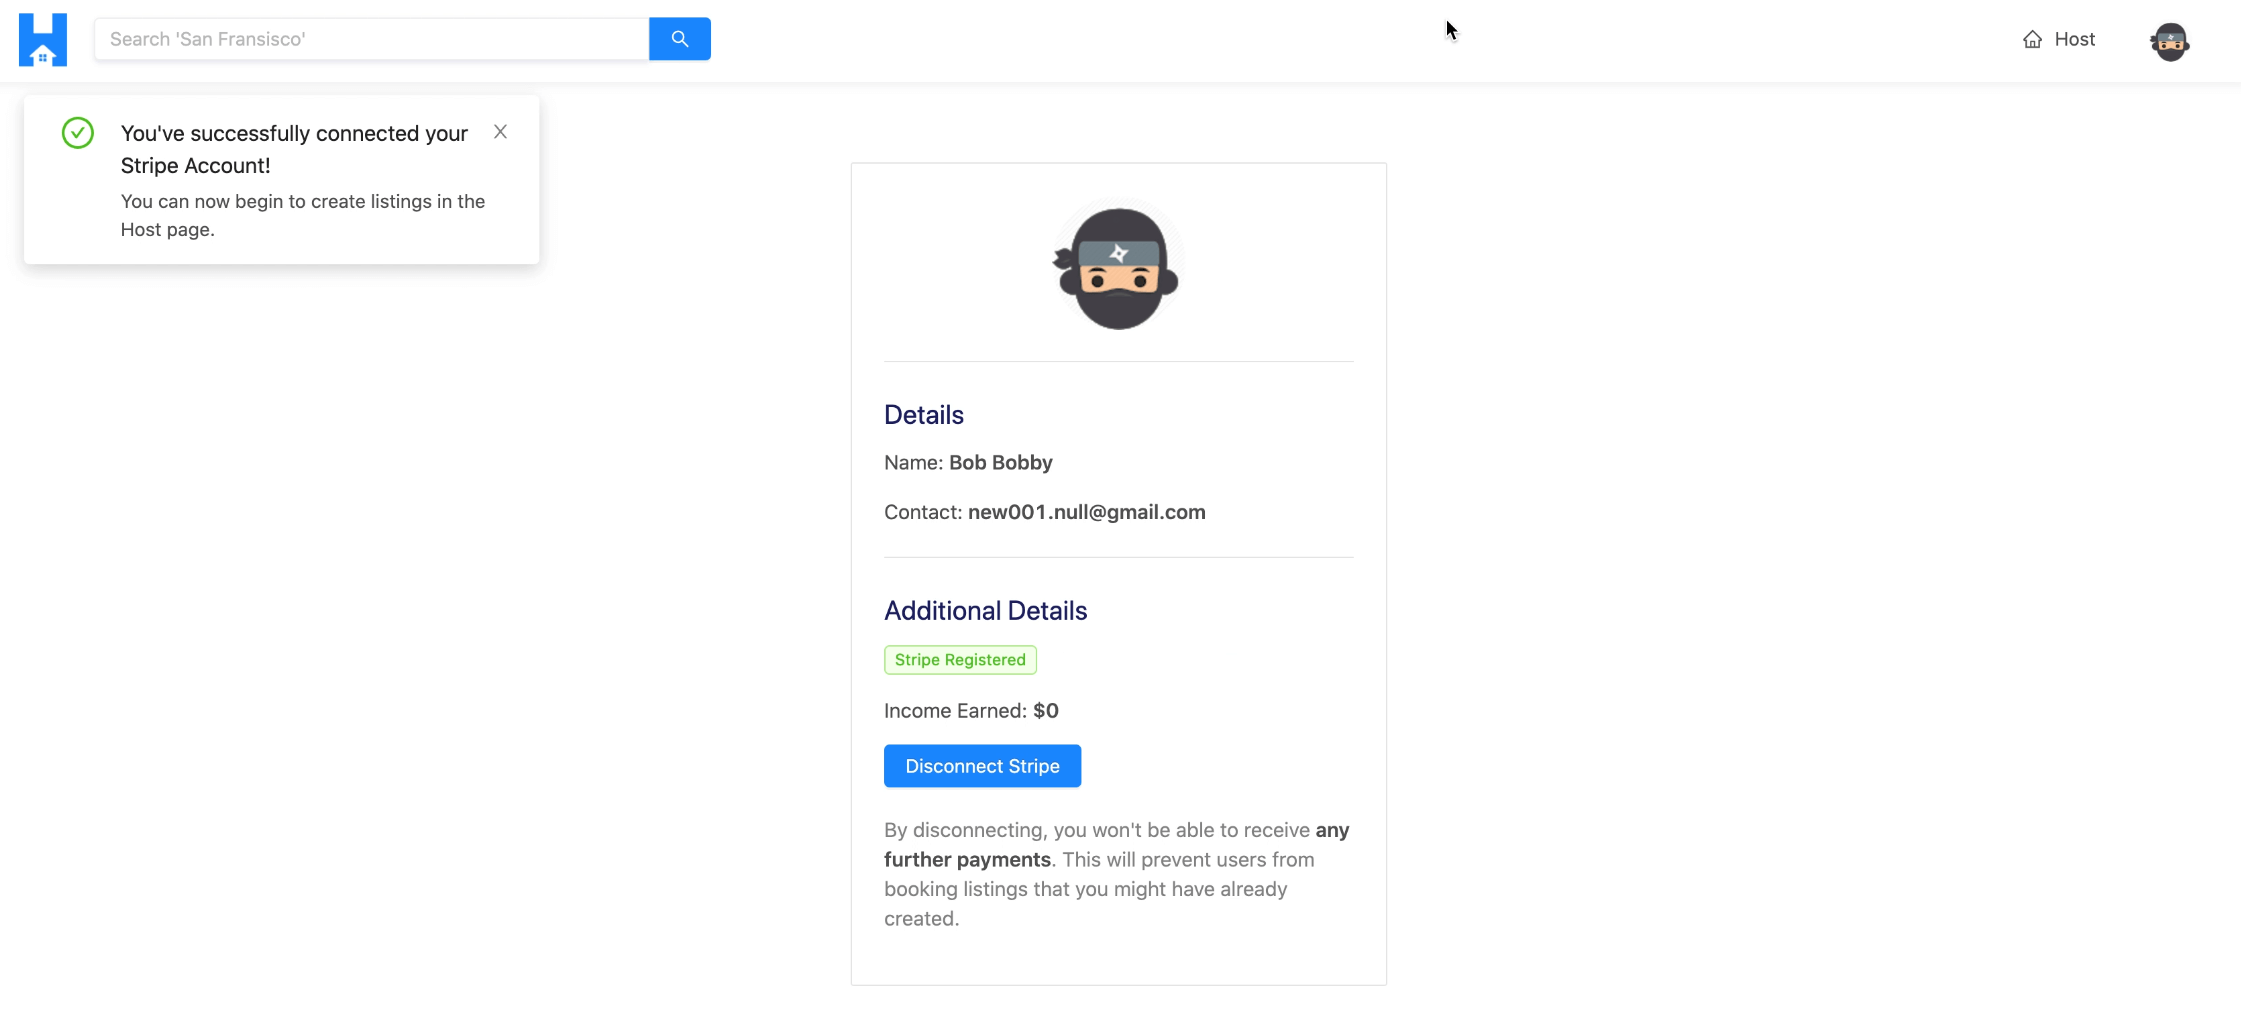 Search 'San Fransisco'
Host
You've successfully connected your
Stripe Account!
You can now begin to create listings in the
Host page.
Details
Name: Bob Bobby
Contact: new001.null@gmail.com
Additional Details
Stripe Registered
Income Earned: $0
Disconnect Stripe
By disconnecting, you won't be able to receive any
further payments. This will prevent users from
booking listings that you might have already
created.